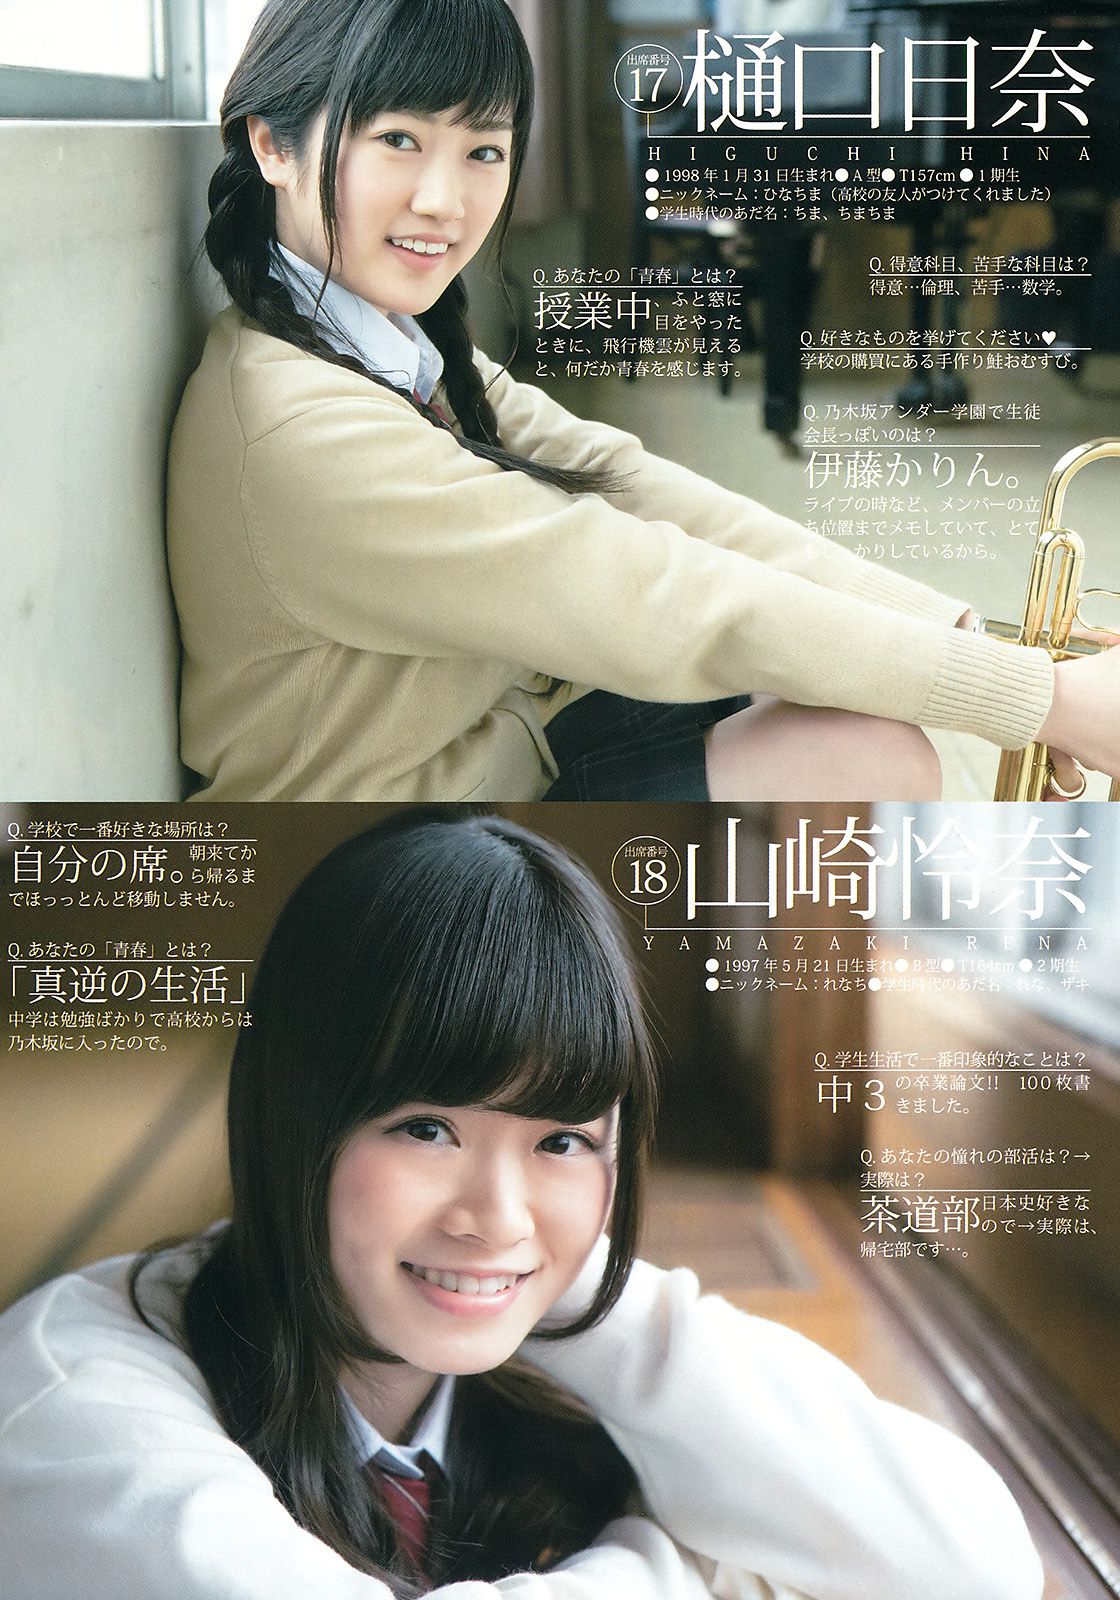 出席番号
17
樋口日奈
HIGUCHI HINA
●1998年1月31日生まれ●A型●T157cm●1期生
●ニックネーム：ひなちま（高校の友人がつけてくれました）
●学生時代のあだ名：ちま、ちまちま
Q. あなたの「青春」とは？
授業中、ふと窓に
目をやった
ときに、飛行機雲が見える
と、何だか青春を感じます。
Q. 得意科目、苦手な科目は？
得意…倫理、苦手…数学。
Q. 好きなものを挙げてください♥
学校の購買にある手作り鮭おむすび。
Q. 乃木坂アンダー学園で生徒
会長っぽいのは？
伊藤かりん。
ライブの時など、メンバーの立
ち位置までメモしていて、とて
もしっかりしているから。
Q. 学校で一番好きな場所は？
自分の席。朝来てか
ら帰るま
でほっっとんど移動しません。
Q. あなたの「青春」とは？
「真逆の生活」
中学は勉強ばかりで高校からは
乃木坂に入ったので。
出席番号
18
山崎怜奈
YAMAZAKI RENA
●1997年5月21日生まれ●B型●T164cm●2期生
●ニックネーム：れなち●学生時代のあだ名：れな、ザキ
Q. 学生生活で一番印象的なことは？
中3の卒業論文!! 100枚書
きました。
Q. あなたの憧れの部活は？→
実際は？
茶道部日本史好きな
ので→実際は、
帰宅部です…。